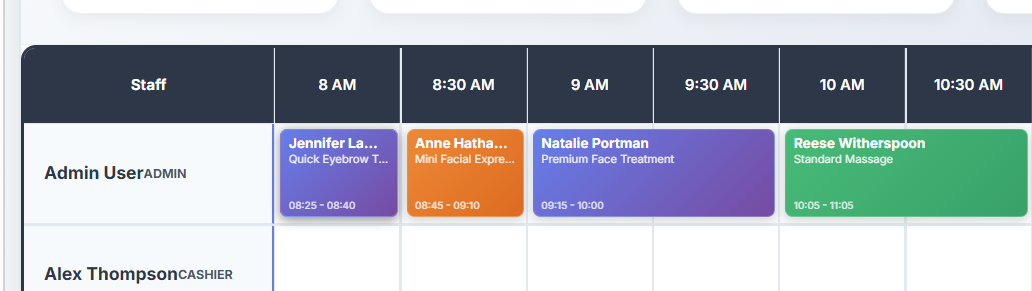 Staff 8 AM 8:30 AM 9 AM 9:30 AM 10 AM 10:30 AM
Admin UserADMIN
Jennifer La...
Quick Eyebrow T...
08:25 - 08:40
Anne Hatha...
Mini Facial Expre...
08:45 - 09:10
Natalie Portman
Premium Face Treatment
09:15 - 10:00
Reese Witherspoon
Standard Massage
10:05 - 11:05
Alex ThompsonCASHIER